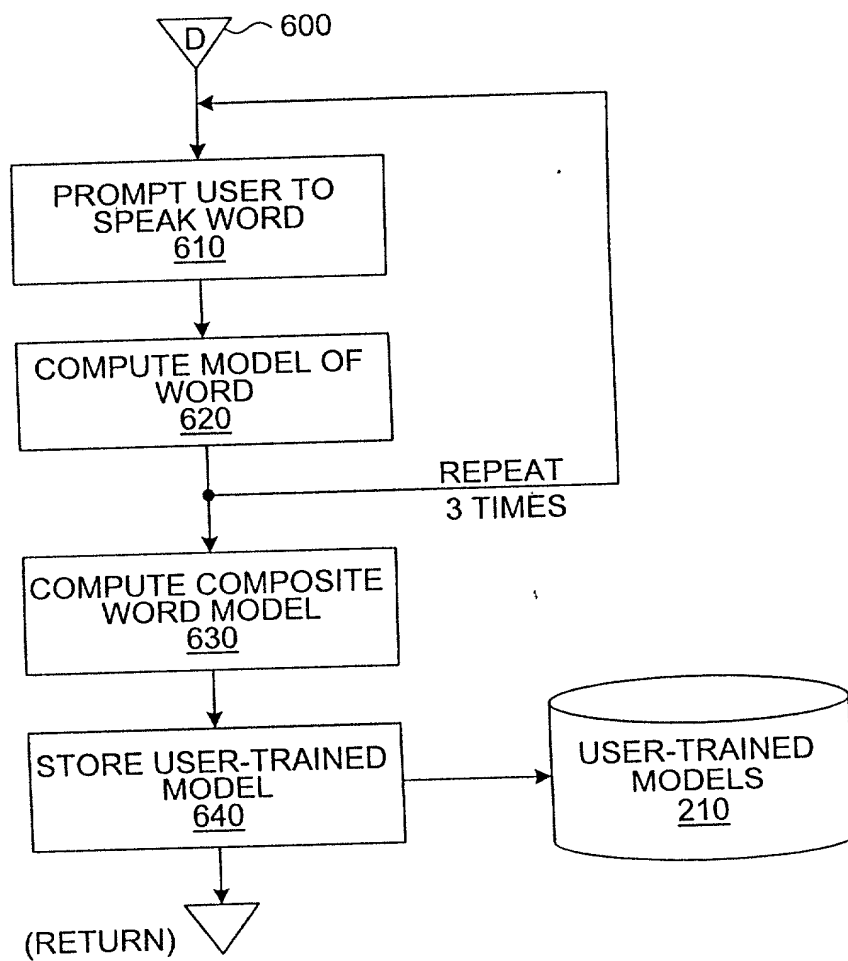 D
600
PROMPT USER TO
SPEAK WORD
610
COMPUTE MODEL OF
WORD
620
REPEAT
3 TIMES
COMPUTE COMPOSITE
WORD MODEL
630
STORE USER-TRAINED
MODEL
640
USER-TRAINED
MODELS
210
(RETURN)